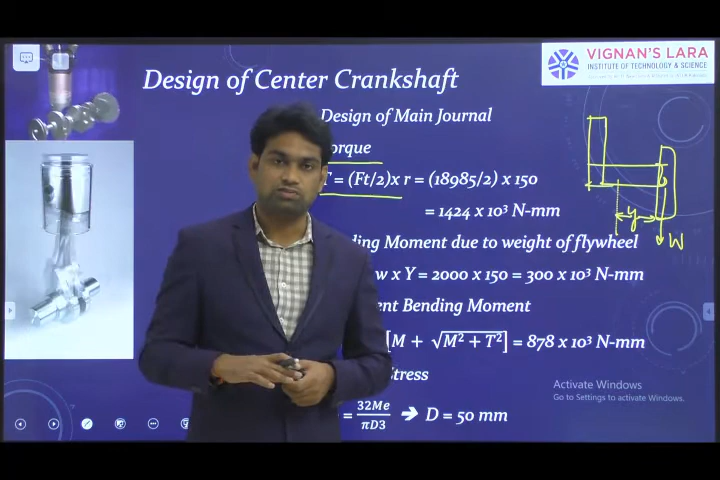 VIGNAN'S LARA
INSTITUTE OF TECHNOLOGY & SCIENCE
Design of Center Crankshaft
Design of Main Journal
orque
T = (Ft/2)x r = (18985/2) x 150
= 1424 x 10³ N-mm
y
W
ding Moment due to weight of flywheel
w x Y = 2000 x 150 = 300 x 10³ N-mm
ent Bending Moment
[M + √M² + T²] = 878 x 10³ N-mm
Stress
= 32Me/πD3 ➔ D = 50 mm
Activate Windows
Go to Settings to activate Windows.